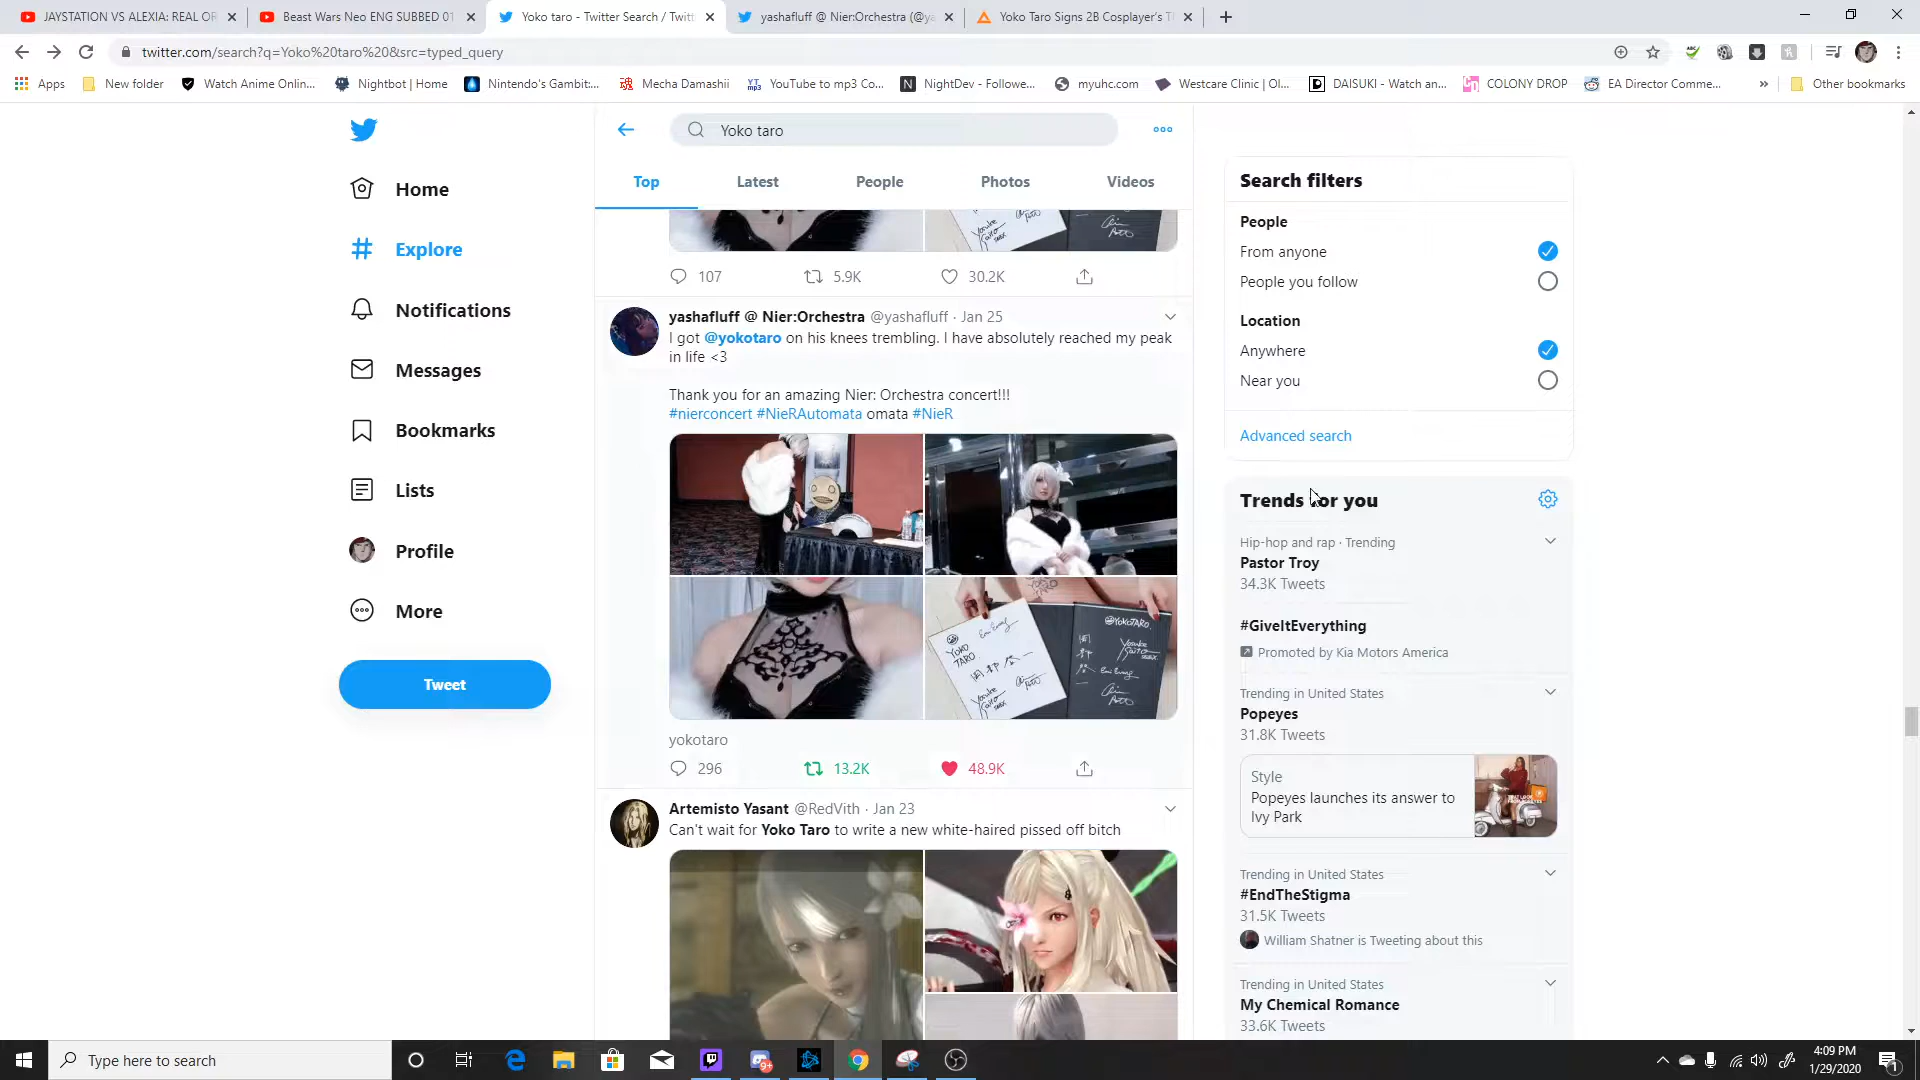 JAYSTATION VS ALEXIA: REAL OR
Beast Wars Neo ENG SUBBED 01
Yoko taro - Twitter Search / Twitt
yashafluff @ Nier:Orchestra (@ya
Yoko Taro Signs 2B Cosplayer's Th
twitter.com/search?q=Yoko%20taro%20&src=typed_query
Apps
New folder
Watch Anime Onlin...
Nightbot | Home
Nintendo's Gambit:...
Mecha Damashii
YouTube to mp3 Co...
NightDev - Followe...
myuhc.com
Westcare Clinic | Ol...
DAISUKI - Watch an...
COLONY DROP
EA Director Comme...
»
Other bookmarks
Home
Explore
Notifications
Messages
Bookmarks
Lists
Profile
More
Tweet
Yoko taro
Top
Latest
People
Photos
Videos
107
5.9K
30.2K
yashafluff @ Nier:Orchestra @yashafluff · Jan 25
I got @yokotaro on his knees trembling. I have absolutely reached my peak
in life <3
Thank you for an amazing Nier: Orchestra concert!!!
#nierconcert #NieRAutomata omata #NieR
YOKO
TARO
@YOKOTARO.
yokotaro
296
13.2K
48.9K
Artemisto Yasant @RedVith · Jan 23
Can't wait for Yoko Taro to write a new white-haired pissed off bitch
Search filters
People
From anyone
People you follow
Location
Anywhere
Near you
Advanced search
Trends for you
Hip-hop and rap · Trending
Pastor Troy
34.3K Tweets
#GiveItEverything
Promoted by Kia Motors America
Trending in United States
Popeyes
31.8K Tweets
Style
Popeyes launches its answer to
Ivy Park
Trending in United States
#EndTheStigma
31.5K Tweets
William Shatner is Tweeting about this
Trending in United States
My Chemical Romance
33.6K Tweets
Type here to search
4:09 PM
1/29/2020